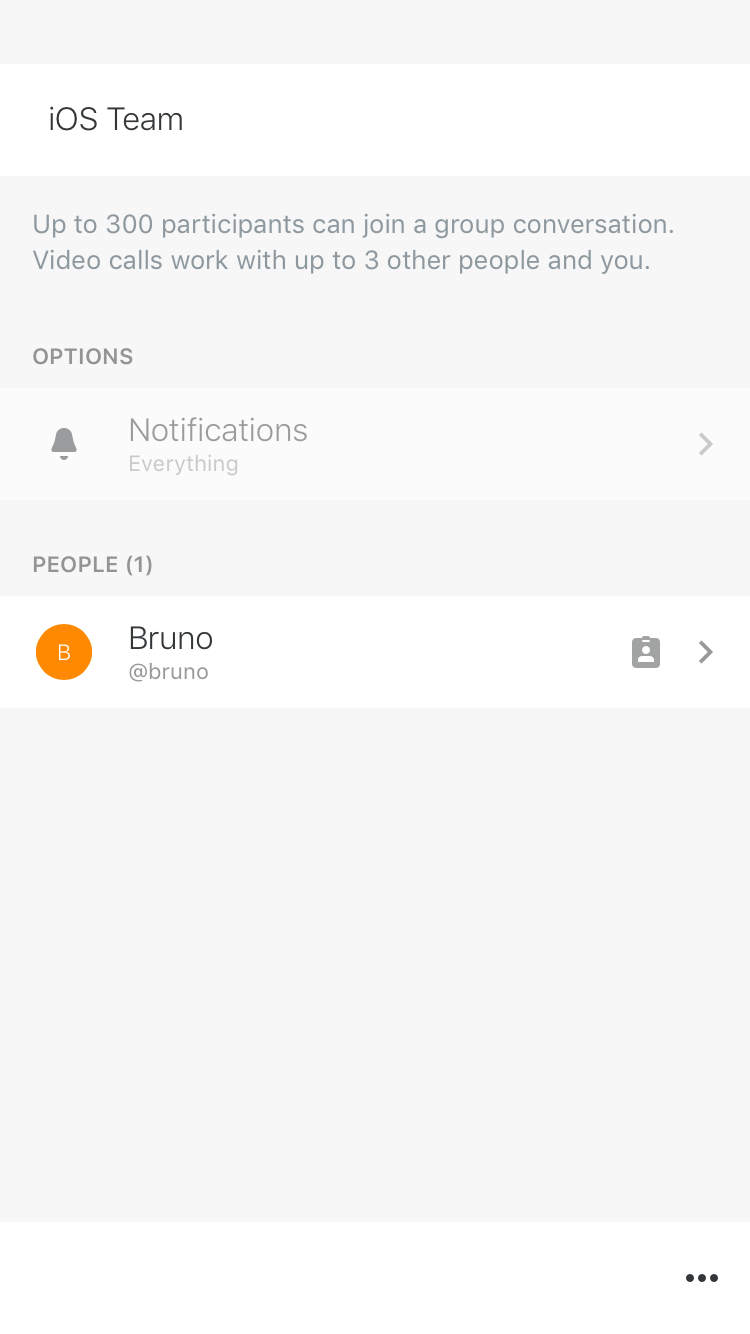 iOS Team
Up to 300 participants can join a group conversation.
Video calls work with up to 3 other people and you.
OPTIONS
Notifications
Everything
PEOPLE (1)
B
Bruno
@bruno